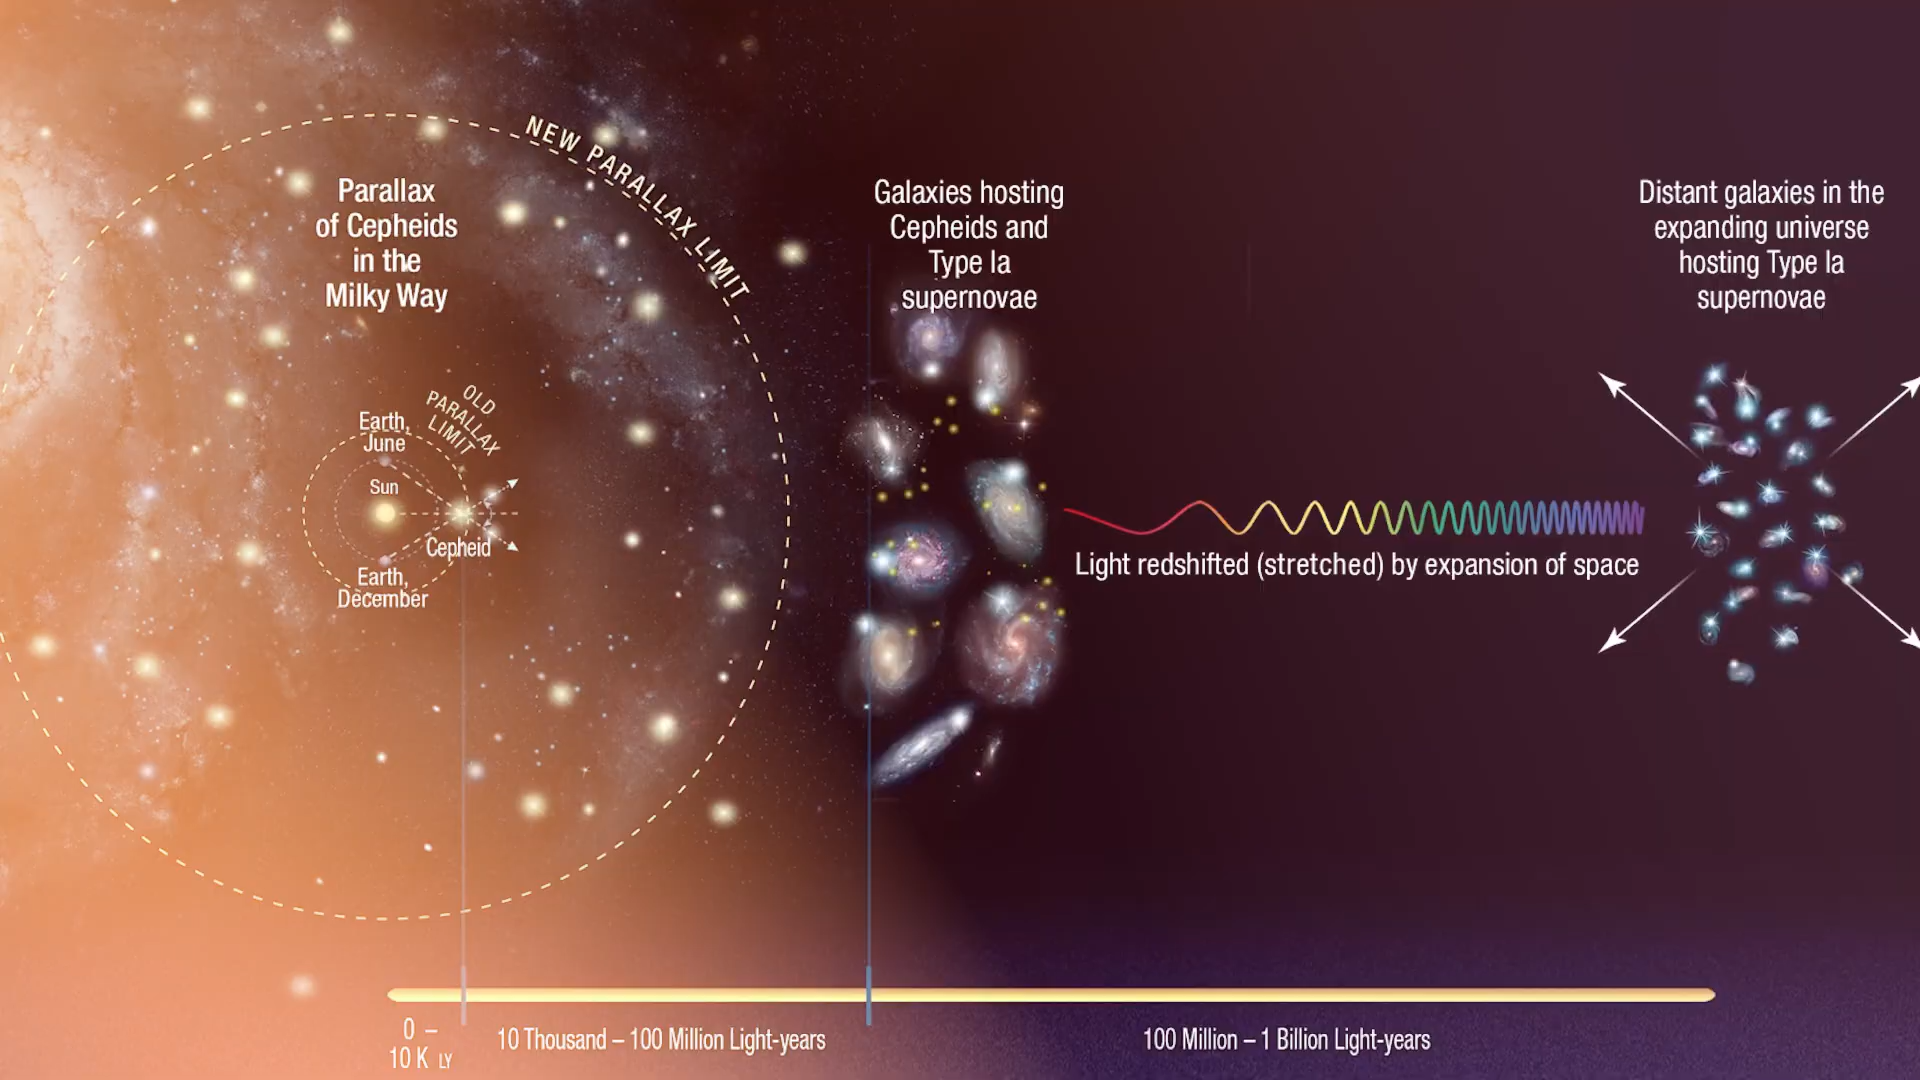 NEW PARALLAX LIMIT
Parallax
of Cepheids
in the
Milky Way
OLD
PARALLAX
LIMIT
Earth,
June
Sun
Cepheid
Earth,
December
Galaxies hosting
Cepheids and
Type Ia
supernovae
Light redshifted (stretched) by expansion of space
Distant galaxies in the
expanding universe
hosting Type Ia
supernovae
0 –
10 K LY
10 Thousand – 100 Million Light-years
100 Million – 1 Billion Light-years